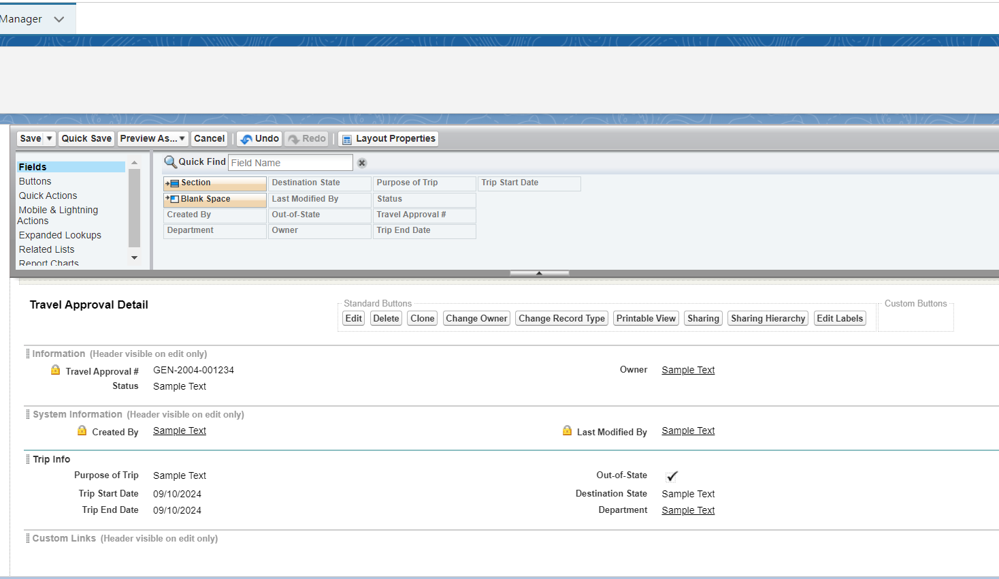 Manager
Save Quick Save Preview As... Cancel Undo Redo Layout Properties
Fields
Buttons
Quick Actions
Mobile & Lightning
Actions
Expanded Lookups
Related Lists
Report Charts
Quick Find Field Name
Section Destination State Purpose of Trip Trip Start Date
Blank Space Last Modified By Status
Created By Out-of-State Travel Approval #
Department Owner Trip End Date
Travel Approval Detail
Standard Buttons Custom Buttons
Edit Delete Clone Change Owner Change Record Type Printable View Sharing Sharing Hierarchy Edit Labels
Information (Header visible on edit only)
Travel Approval # GEN-2004-001234 Owner Sample Text
Status Sample Text
System Information (Header visible on edit only)
Created By Sample Text Last Modified By Sample Text
Trip Info
Purpose of Trip Sample Text Out-of-State
Trip Start Date 09/10/2024 Destination State Sample Text
Trip End Date 09/10/2024 Department Sample Text
Custom Links (Header visible on edit only)